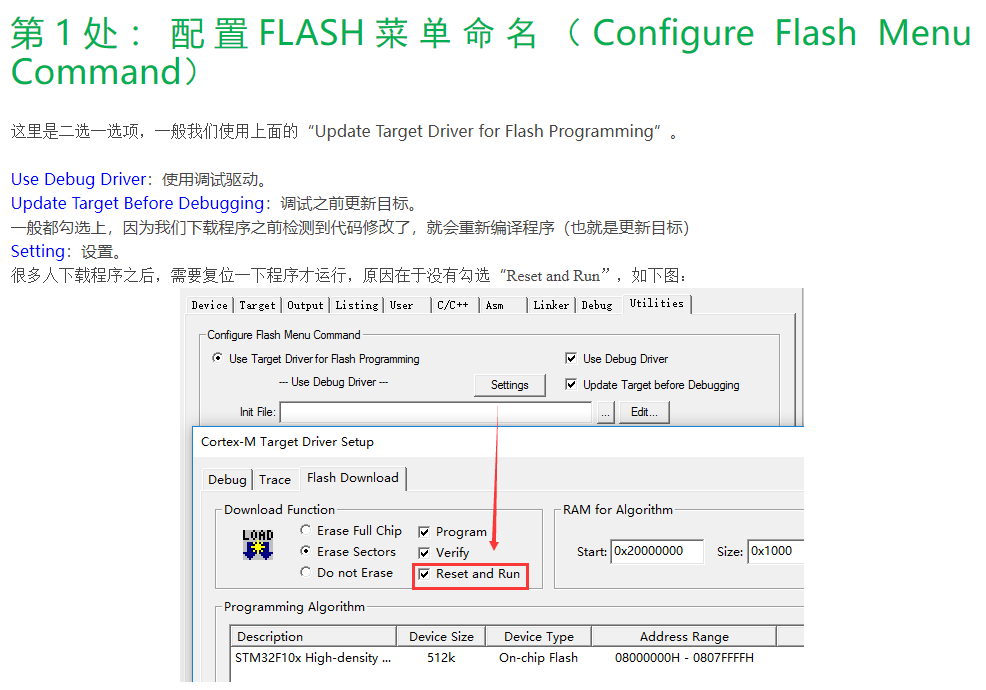 第1处：配置FLASH菜单命名（Configure Flash Menu
Command）
这里是二选一选项，一般我们使用上面的“Update Target Driver for Flash Programming”。
Use Debug Driver：使用调试驱动。
Update Target Before Debugging：调试之前更新目标。
一般都勾选上，因为我们下载程序之前检测到代码修改了，就会重新编译程序（也就是更新目标）
Setting：设置。
很多人下载程序之后，需要复位一下程序才运行，原因在于没有勾选“Reset and Run”，如下图：
Device Target Output Listing User C/C++ Asm Linker Debug Utilities
Configure Flash Menu Command
Use Target Driver for Flash Programming Use Debug Driver
--- Use Debug Driver --- Settings Update Target before Debugging
Init File: ... Edit...
Cortex-M Target Driver Setup
Debug Trace Flash Download
Download Function RAM for Algorithm
LOAD Erase Full Chip Program
Erase Sectors Verify Start: 0x20000000 Size: 0x1000
Do not Erase Reset and Run
Programming Algorithm
Description Device Size Device Type Address Range
STM32F10x High-density ... 512k On-chip Flash 08000000H - 0807FFFFH